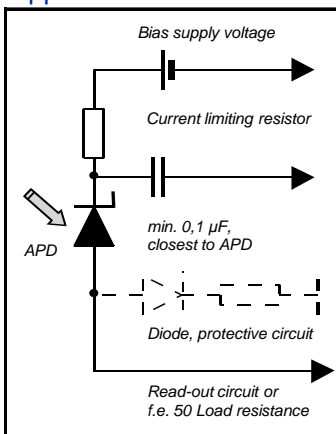 Bias supply voltage
Current limiting resistor
min. 0,1 µF,
closest to APD
APD
Diode, protective circuit
Read-out circuit or
f.e. 50 Load resistance